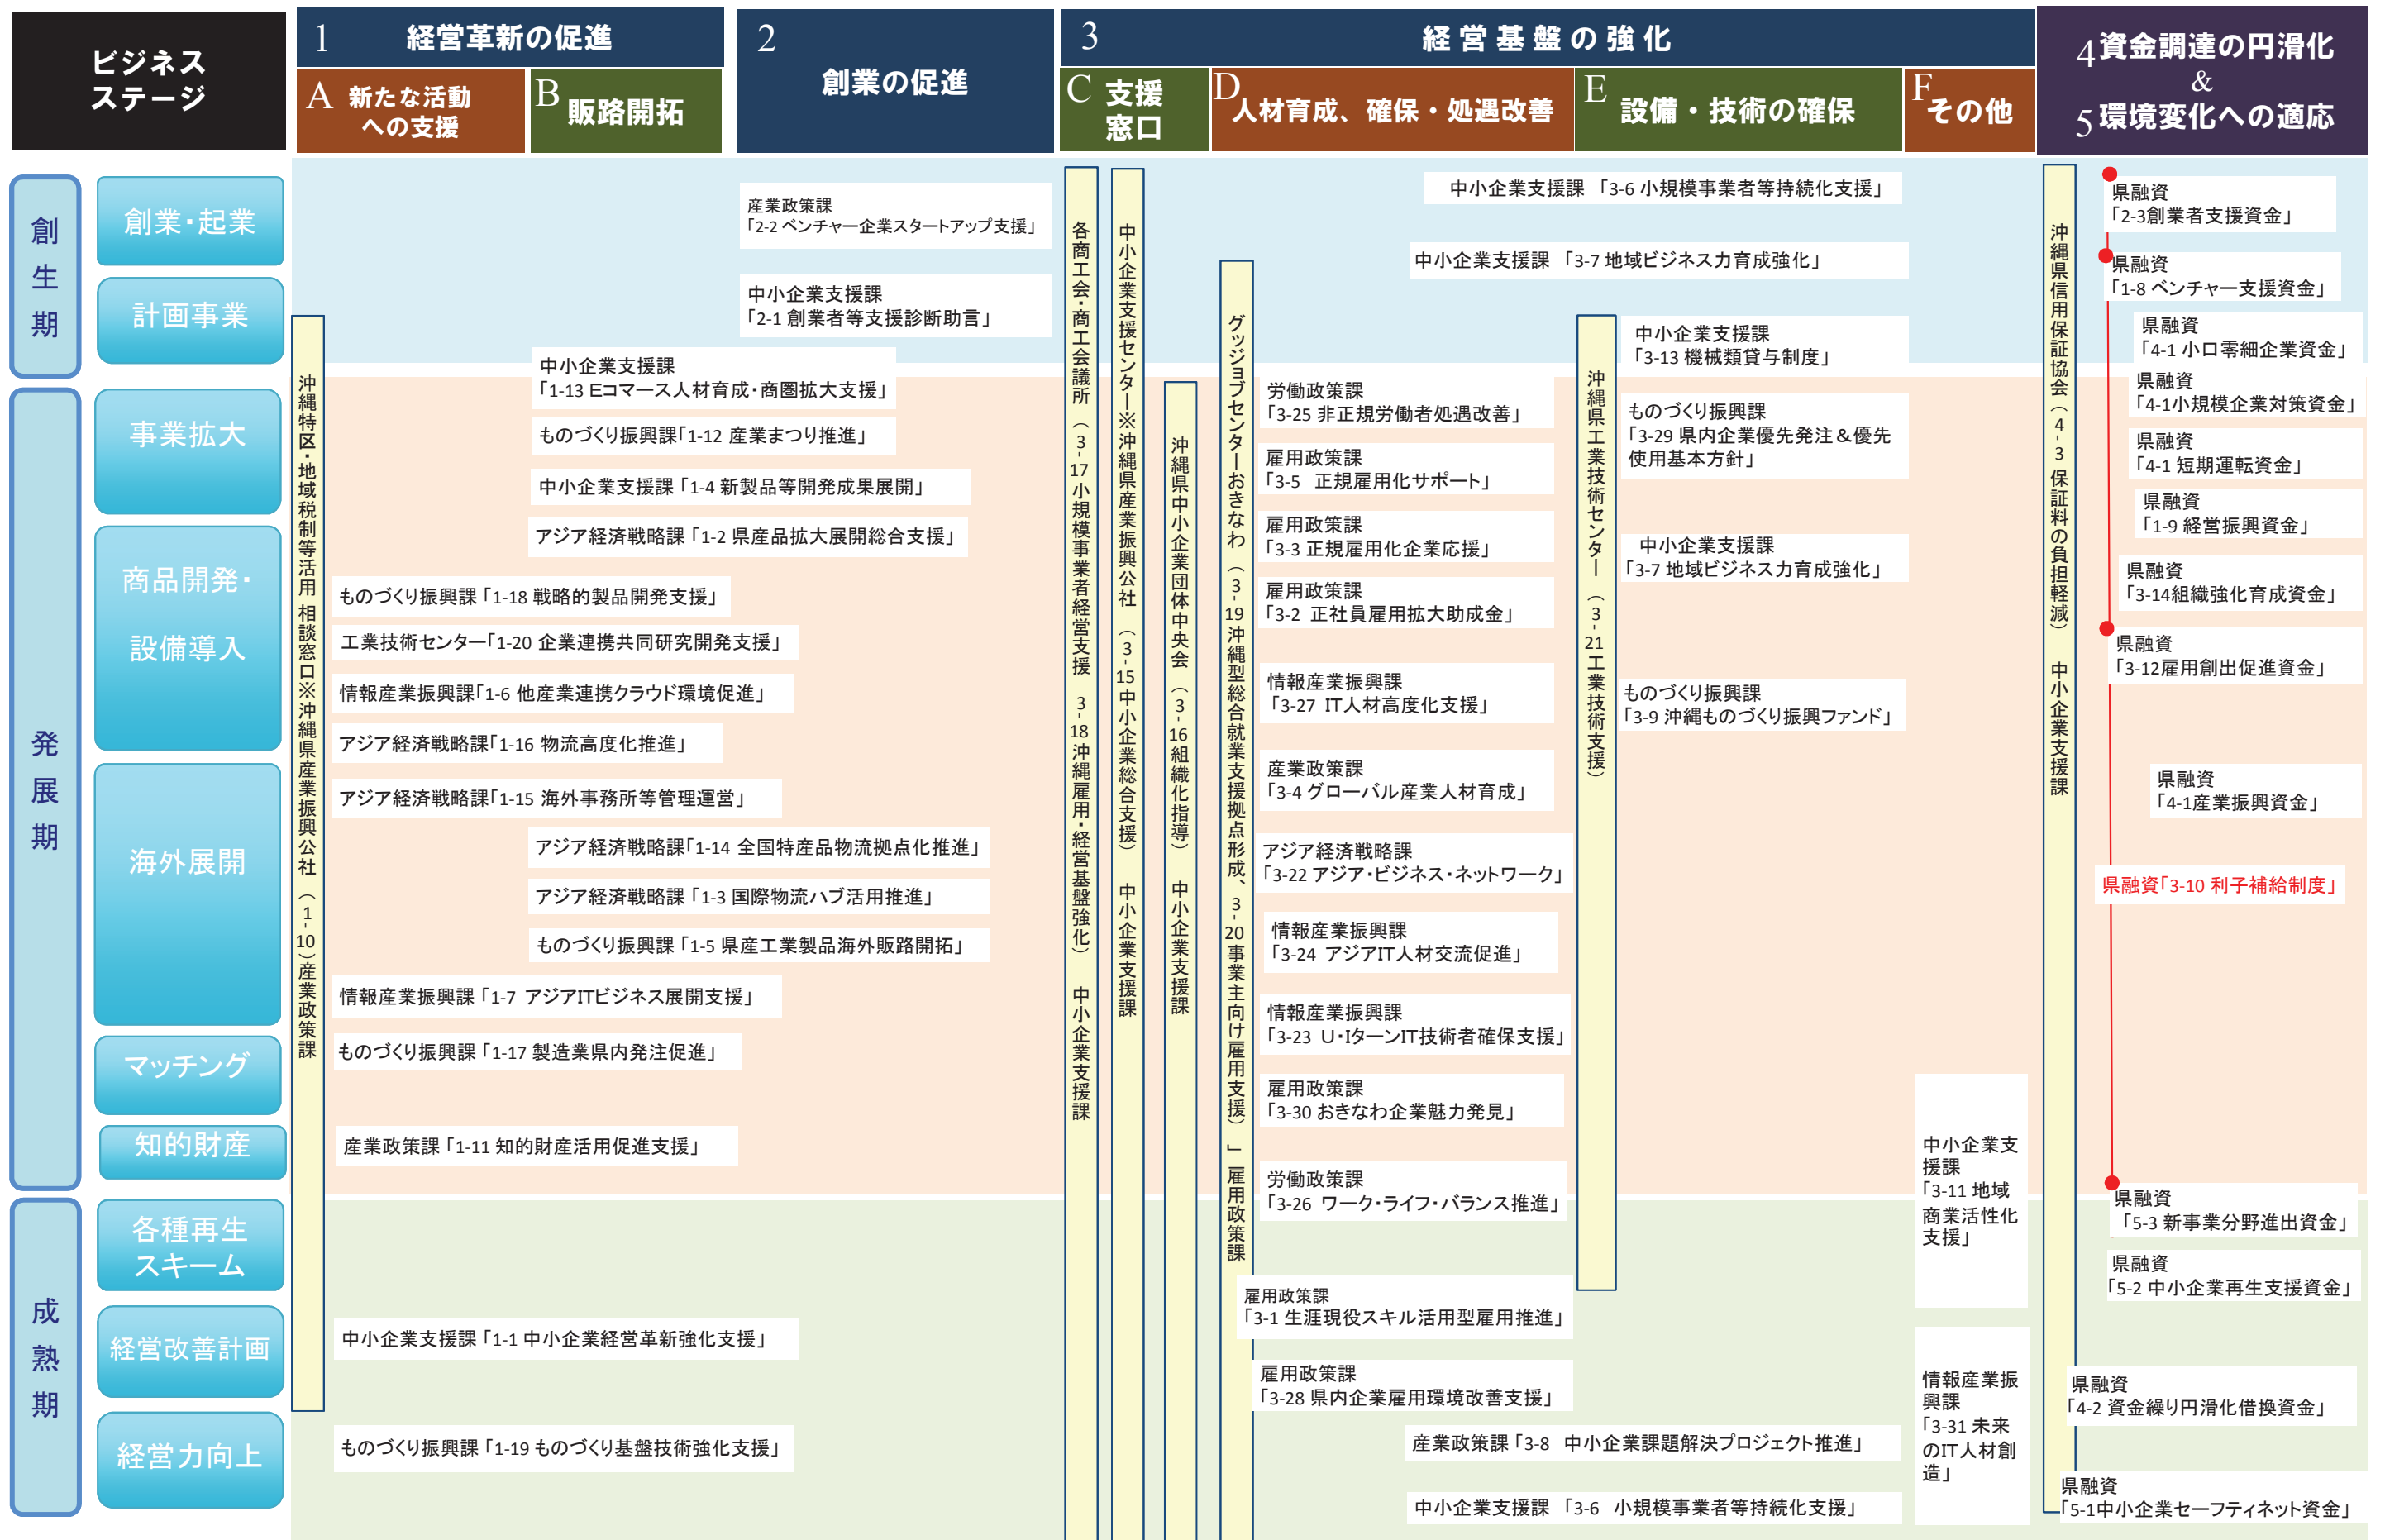 ビジネス
ステージ
1 経営革新の促進
A 新たな活動
への支援
B 販路開拓
2
創業の促進
3 経営基盤の強化
C 支援
窓口
D 人材育成、確保・処遇改善
E 設備・技術の確保
F その他
4 資金調達の円滑化
&
5 環境変化への適応
創生期
創業・起業
計画事業
発展期
事業拡大
商品開発・
設備導入
海外展開
マッチング
知的財産
成熟期
各種再生
スキーム
経営改善計画
経営力向上
沖縄特区・地域税制等活用 相談窓口※沖縄県産業振興公社 （1-10）産業政策課
中小企業支援課
「1-13 Eコマース人材育成・商圏拡大支援」
ものづくり振興課「1-12 産業まつり推進」
中小企業支援課 「1-4 新製品等開発成果展開」
アジア経済戦略課 「1-2 県産品拡大展開総合支援」
ものづくり振興課 「1-18 戦略的製品開発支援」
工業技術センター「1-20 企業連携共同研究開発支援」
情報産業振興課「1-6 他産業連携クラウド環境促進」
アジア経済戦略課「1-16 物流高度化推進」
アジア経済戦略課「1-15 海外事務所等管理運営」
アジア経済戦略課「1-14 全国特産品物流拠点化推進」
アジア経済戦略課 「1-3 国際物流ハブ活用推進」
ものづくり振興課 「1-5 県産工業製品海外販路開拓」
情報産業振興課 「1-7 アジアITビジネス展開支援」
ものづくり振興課 「1-17 製造業県内発注促進」
産業政策課 「1-11 知的財産活用促進支援」
中小企業支援課 「1-1 中小企業経営革新強化支援」
ものづくり振興課 「1-19 ものづくり基盤技術強化支援」
産業政策課
「2-2 ベンチャー企業スタートアップ支援」
中小企業支援課
「2-1 創業者等支援診断助言」
各商工会・商工会議所 （3-17小規模事業者経営支援 3-18沖縄雇用・経営基盤強化） 中小企業支援課
中小企業支援センター※沖縄県産業振興公社 （3-15中小企業総合支援） 中小企業支援課
沖縄県中小企業団体中央会 （3-16組織化指導） 中小企業支援課
グッジョブセンターおきなわ （3-19沖縄型総合就業支援拠点形成、3-20事業主向け雇用支援）」 雇用政策課
中小企業支援課 「3-6 小規模事業者等持続化支援」
中小企業支援課 「3-7 地域ビジネス力育成強化」
労働政策課
「3-25 非正規労働者処遇改善」
雇用政策課
「3-5 正規雇用化サポート」
雇用政策課
「3-3 正規雇用化企業応援」
雇用政策課
「3-2 正社員雇用拡大助成金」
情報産業振興課
「3-27 IT人材高度化支援」
産業政策課
「3-4 グローバル産業人材育成」
アジア経済戦略課
「3-22 アジア・ビジネス・ネットワーク」
情報産業振興課
「3-24 アジアIT人材交流促進」
情報産業振興課
「3-23 U・IターンIT技術者確保支援」
雇用政策課
「3-30 おきなわ企業魅力発見」
労働政策課
「3-26 ワーク・ライフ・バランス推進」
雇用政策課
「3-1 生涯現役スキル活用型雇用推進」
雇用政策課
「3-28 県内企業雇用環境改善支援」
産業政策課 「3-8 中小企業課題解決プロジェクト推進」
中小企業支援課 「3-6 小規模事業者等持続化支援」
沖縄県工業技術センター （3-21工業技術支援）
中小企業支援課
「3-13 機械類貸与制度」
ものづくり振興課
「3-29 県内企業優先発注＆優先
使用基本方針」
中小企業支援課
「3-7 地域ビジネス力育成強化」
ものづくり振興課
「3-9 沖縄ものづくり振興ファンド」
中小企業支
援課
「3-11 地域
商業活性化
支援」
情報産業振
興課
「3-31 未来
のIT人材創
造」
沖縄県信用保証協会 （4-3 保証料の負担軽減） 中小企業支援課
県融資
「2-3創業者支援資金」
県融資
「1-8 ベンチャー支援資金」
県融資
「4-1 小口零細企業資金」
県融資
「4-1小規模企業対策資金」
県融資
「4-1 短期運転資金」
県融資
「1-9 経営振興資金」
県融資
「3-14組織強化育成資金」
県融資
「3-12雇用創出促進資金」
県融資
「4-1産業振興資金」
県融資「3-10 利子補給制度」
県融資
「5-3 新事業分野進出資金」
県融資
「5-2 中小企業再生支援資金」
県融資
「4-2 資金繰り円滑化借換資金」
県融資
「5-1中小企業セーフティネット資金」